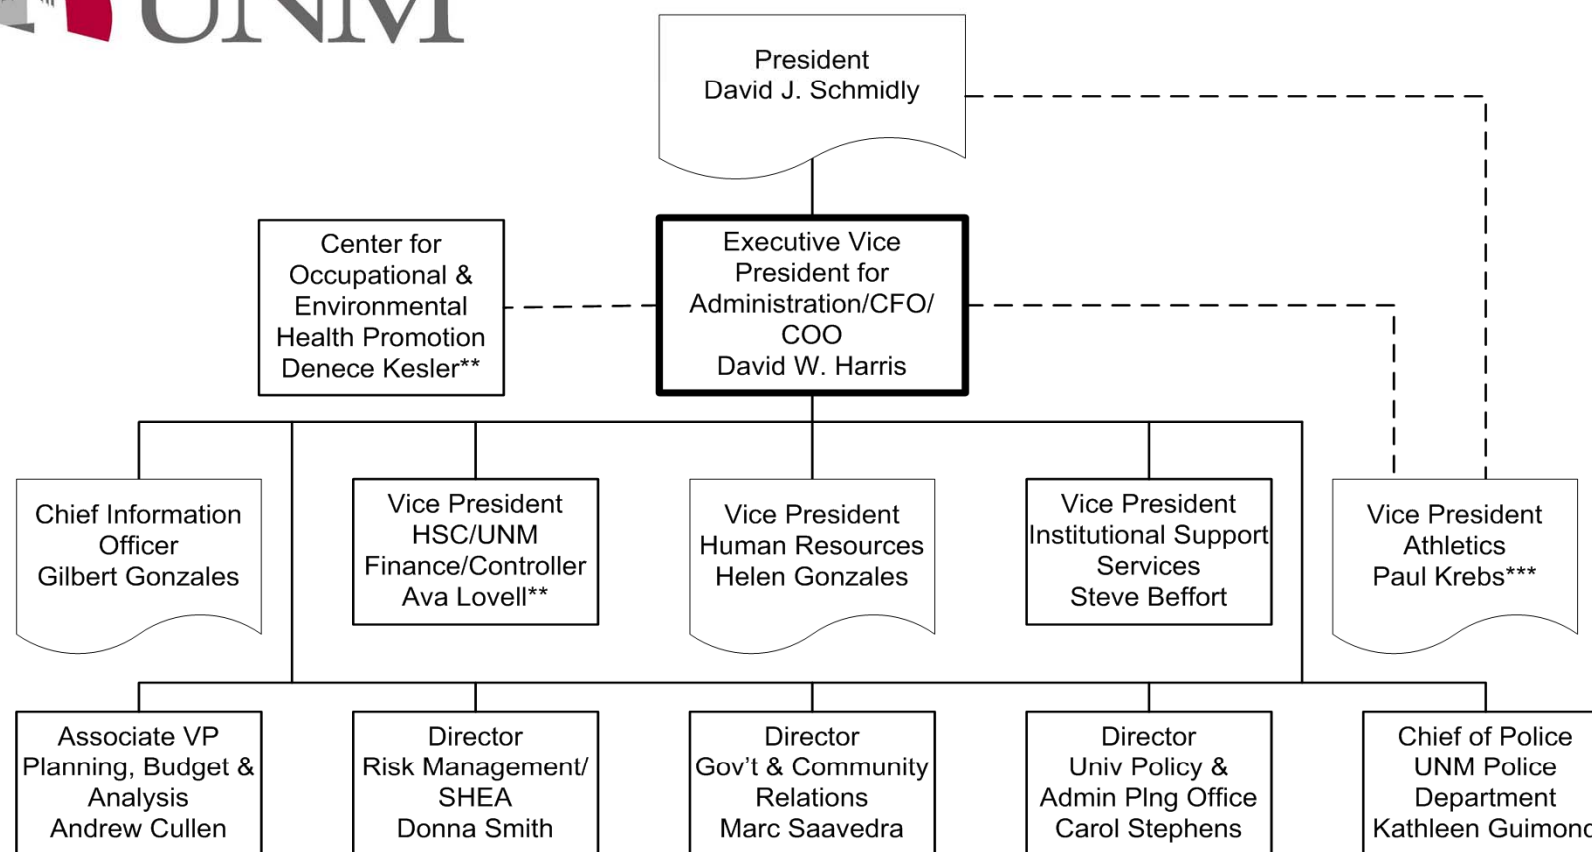 UNM
President
David J. Schmidly
Center for
Occupational &
Environmental
Health Promotion
Denece Kesler**
Executive Vice
President for
Administration/CFO/
COO
David W. Harris
Chief Information
Officer
Gilbert Gonzales
Vice President
HSC/UNM
Finance/Controller
Ava Lovell**
Vice President
Human Resources
Helen Gonzales
Vice President
Institutional Support
Services
Steve Beffort
Vice President
Athletics
Paul Krebs***
Associate VP
Planning, Budget &
Analysis
Andrew Cullen
Director
Risk Management/
SHEA
Donna Smith
Director
Gov't & Community
Relations
Marc Saavedra
Director
Univ Policy &
Admin Plng Office
Carol Stephens
Chief of Police
UNM Police
Department
Kathleen Guimond